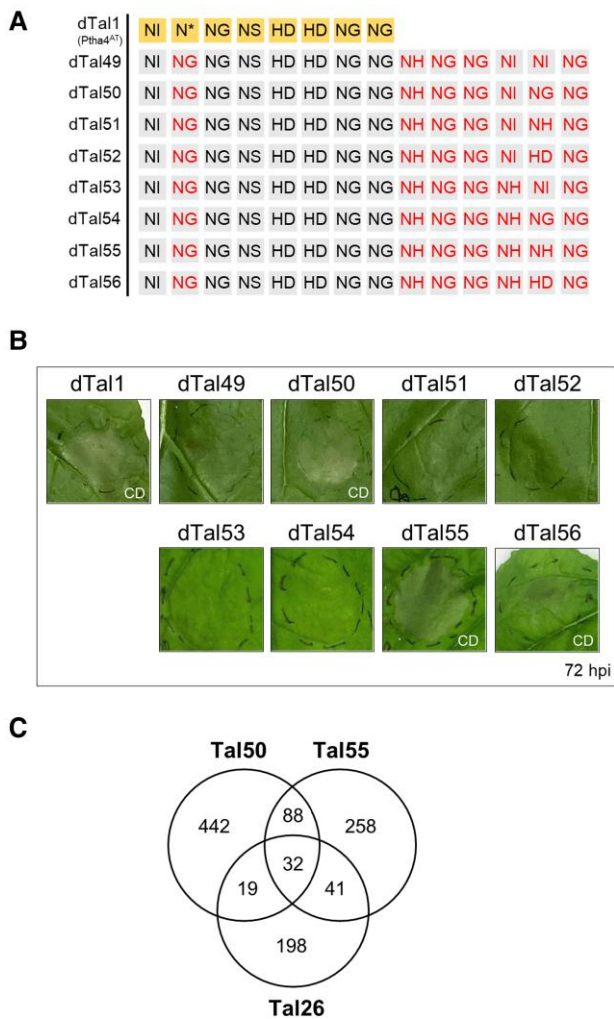 A
dTal1 NI N* NG NS HD HD NG NG
(Ptha4AT)
dTal49 NI NG NG NS HD HD NG NG NH NG NG NI NI NG
dTal50 NI NG NG NS HD HD NG NG NH NG NG NI NG NG
dTal51 NI NG NG NS HD HD NG NG NH NG NG NI NH NG
dTal52 NI NG NG NS HD HD NG NG NH NG NG NI HD NG
dTal53 NI NG NG NS HD HD NG NG NH NG NG NH NI NG
dTal54 NI NG NG NS HD HD NG NG NH NG NG NH NG NG
dTal55 NI NG NG NS HD HD NG NG NH NG NG NH NH NG
dTal56 NI NG NG NS HD HD NG NG NH NG NG NH HD NG
B
dTal1 dTal49 dTal50 dTal51 dTal52
CD CD
dTal53 dTal54 dTal55 dTal56
CD CD
72 hpi
C
Tal50 Tal55
442 88 258
32
19 41
198
Tal26